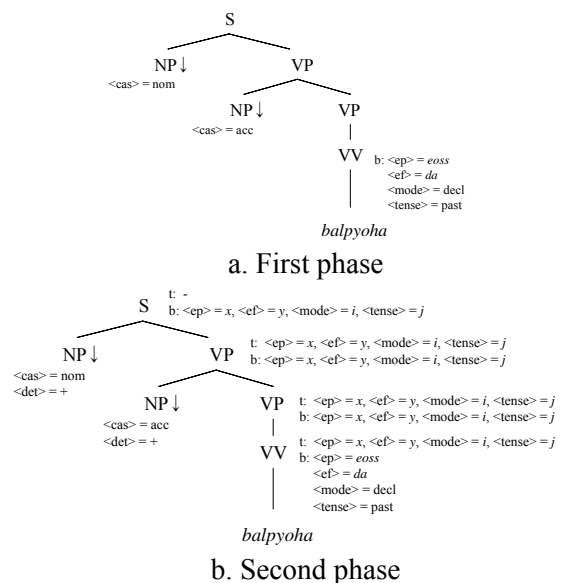 S
NP↓ VP
<cas> = nom
NP↓ VP
<cas> = acc
VV b: <ep> = eoss
<ef> = da
<mode> = decl
<tense> = past
balpyoha
a. First phase
t: -
S b: <ep> = x, <ef> = y, <mode> = i, <tense> = j
t: <ep> = x, <ef> = y, <mode> = i, <tense> = j
NP↓ VP b: <ep> = x, <ef> = y, <mode> = i, <tense> = j
<cas> = nom
<det> = +
NP↓ VP t: <ep> = x, <ef> = y, <mode> = i, <tense> = j
<cas> = acc b: <ep> = x, <ef> = y, <mode> = i, <tense> = j
<det> = +
t: <ep> = x, <ef> = y, <mode> = i, <tense> = j
VV b: <ep> = eoss
<ef> = da
<mode> = decl
<tense> = past
balpyoha
b. Second phase